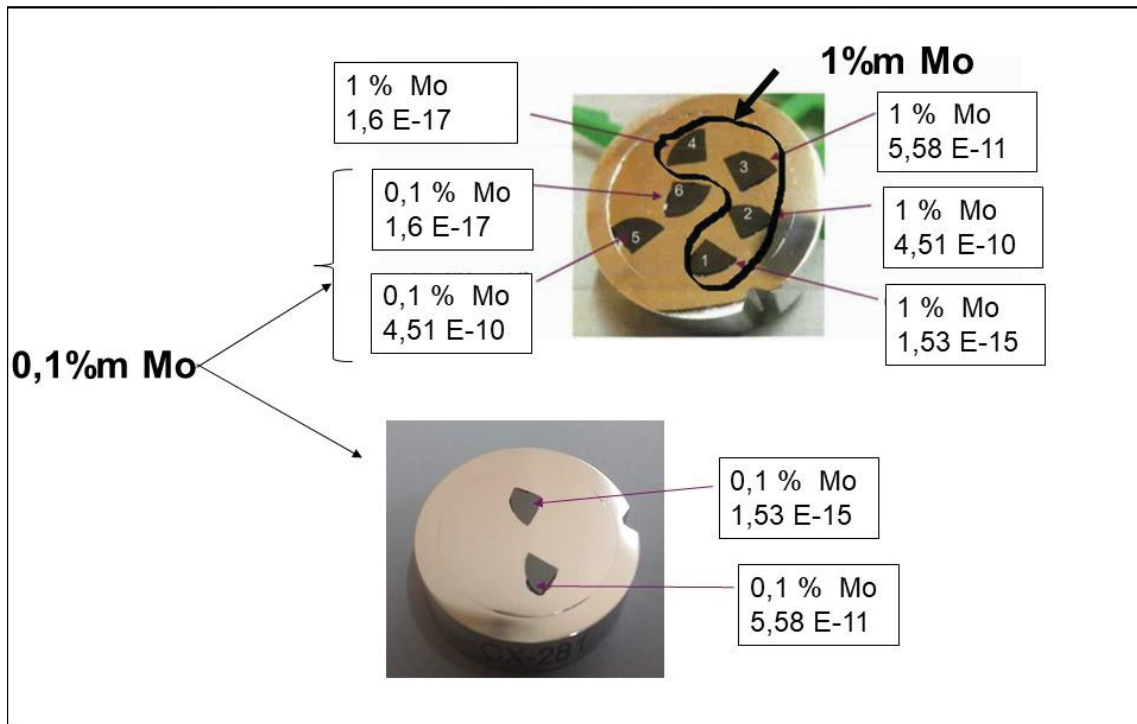 1%m Mo
1 % Mo
1,6 E-17
1 % Mo
5,58 E-11
0,1 % Mo
1,6 E-17
1 % Mo
4,51 E-10
0,1 % Mo
4,51 E-10
1 % Mo
1,53 E-15
4
3
6
2
5
1
0,1%m Mo
0,1 % Mo
1,53 E-15
0,1 % Mo
5,58 E-11
CX-281